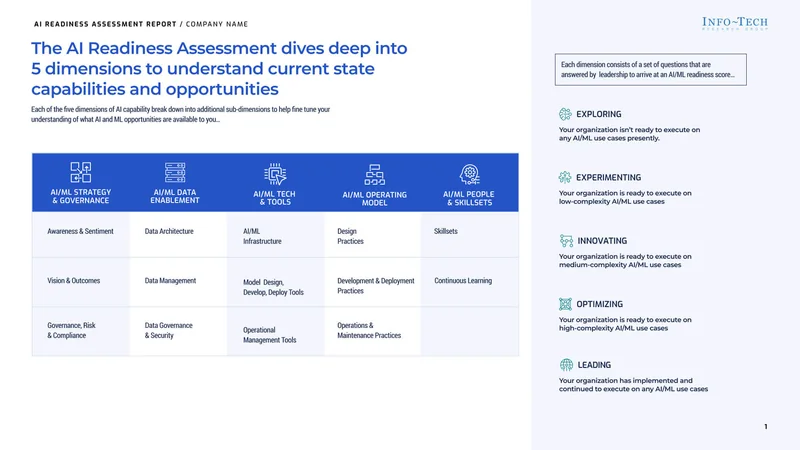 AI READINESS ASSESSMENT REPORT / COMPANY NAME
The AI Readiness Assessment dives deep into
5 dimensions to understand current state
capabilities and opportunities
Each of the five dimensions of AI capability break down into additional sub-dimensions to help fine tune your
understanding of what AI and ML opportunities are available to you...
AI/ML STRATEGY
& GOVERNANCE
AI/ML DATA
ENABLEMENT
AI/ML TECH
& TOOLS
AI/ML OPERATING
MODEL
AI/ML PEOPLE
& SKILLSETS
Awareness & Sentiment
Data Architecture
AI/ML
Infrastructure
Design
Practices
Skillsets
Vision & Outcomes
Data Management
Model Design,
Develop, Deploy Tools
Development & Deployment
Practices
Continuous Learning
Governance, Risk
& Compliance
Data Governance
& Security
Operational
Management Tools
Operations &
Maintenance Practices
INFO~TECH
RESEARCH GROUP
Each dimension consists of a set of questions that are
answered by leadership to arrive at an AI/ML readiness score...
EXPLORING
Your organization isn't ready to execute on
any AI/ML use cases presently.
EXPERIMENTING
Your organization is ready to execute on
low-complexity AI/ML use cases
INNOVATING
Your organization is ready to execute on
medium-complexity AI/ML use cases
OPTIMIZING
Your organization is ready to execute on
high-complexity AI/ML use cases
LEADING
Your organization has implemented and
continued to execute on any AI/ML use cases
1